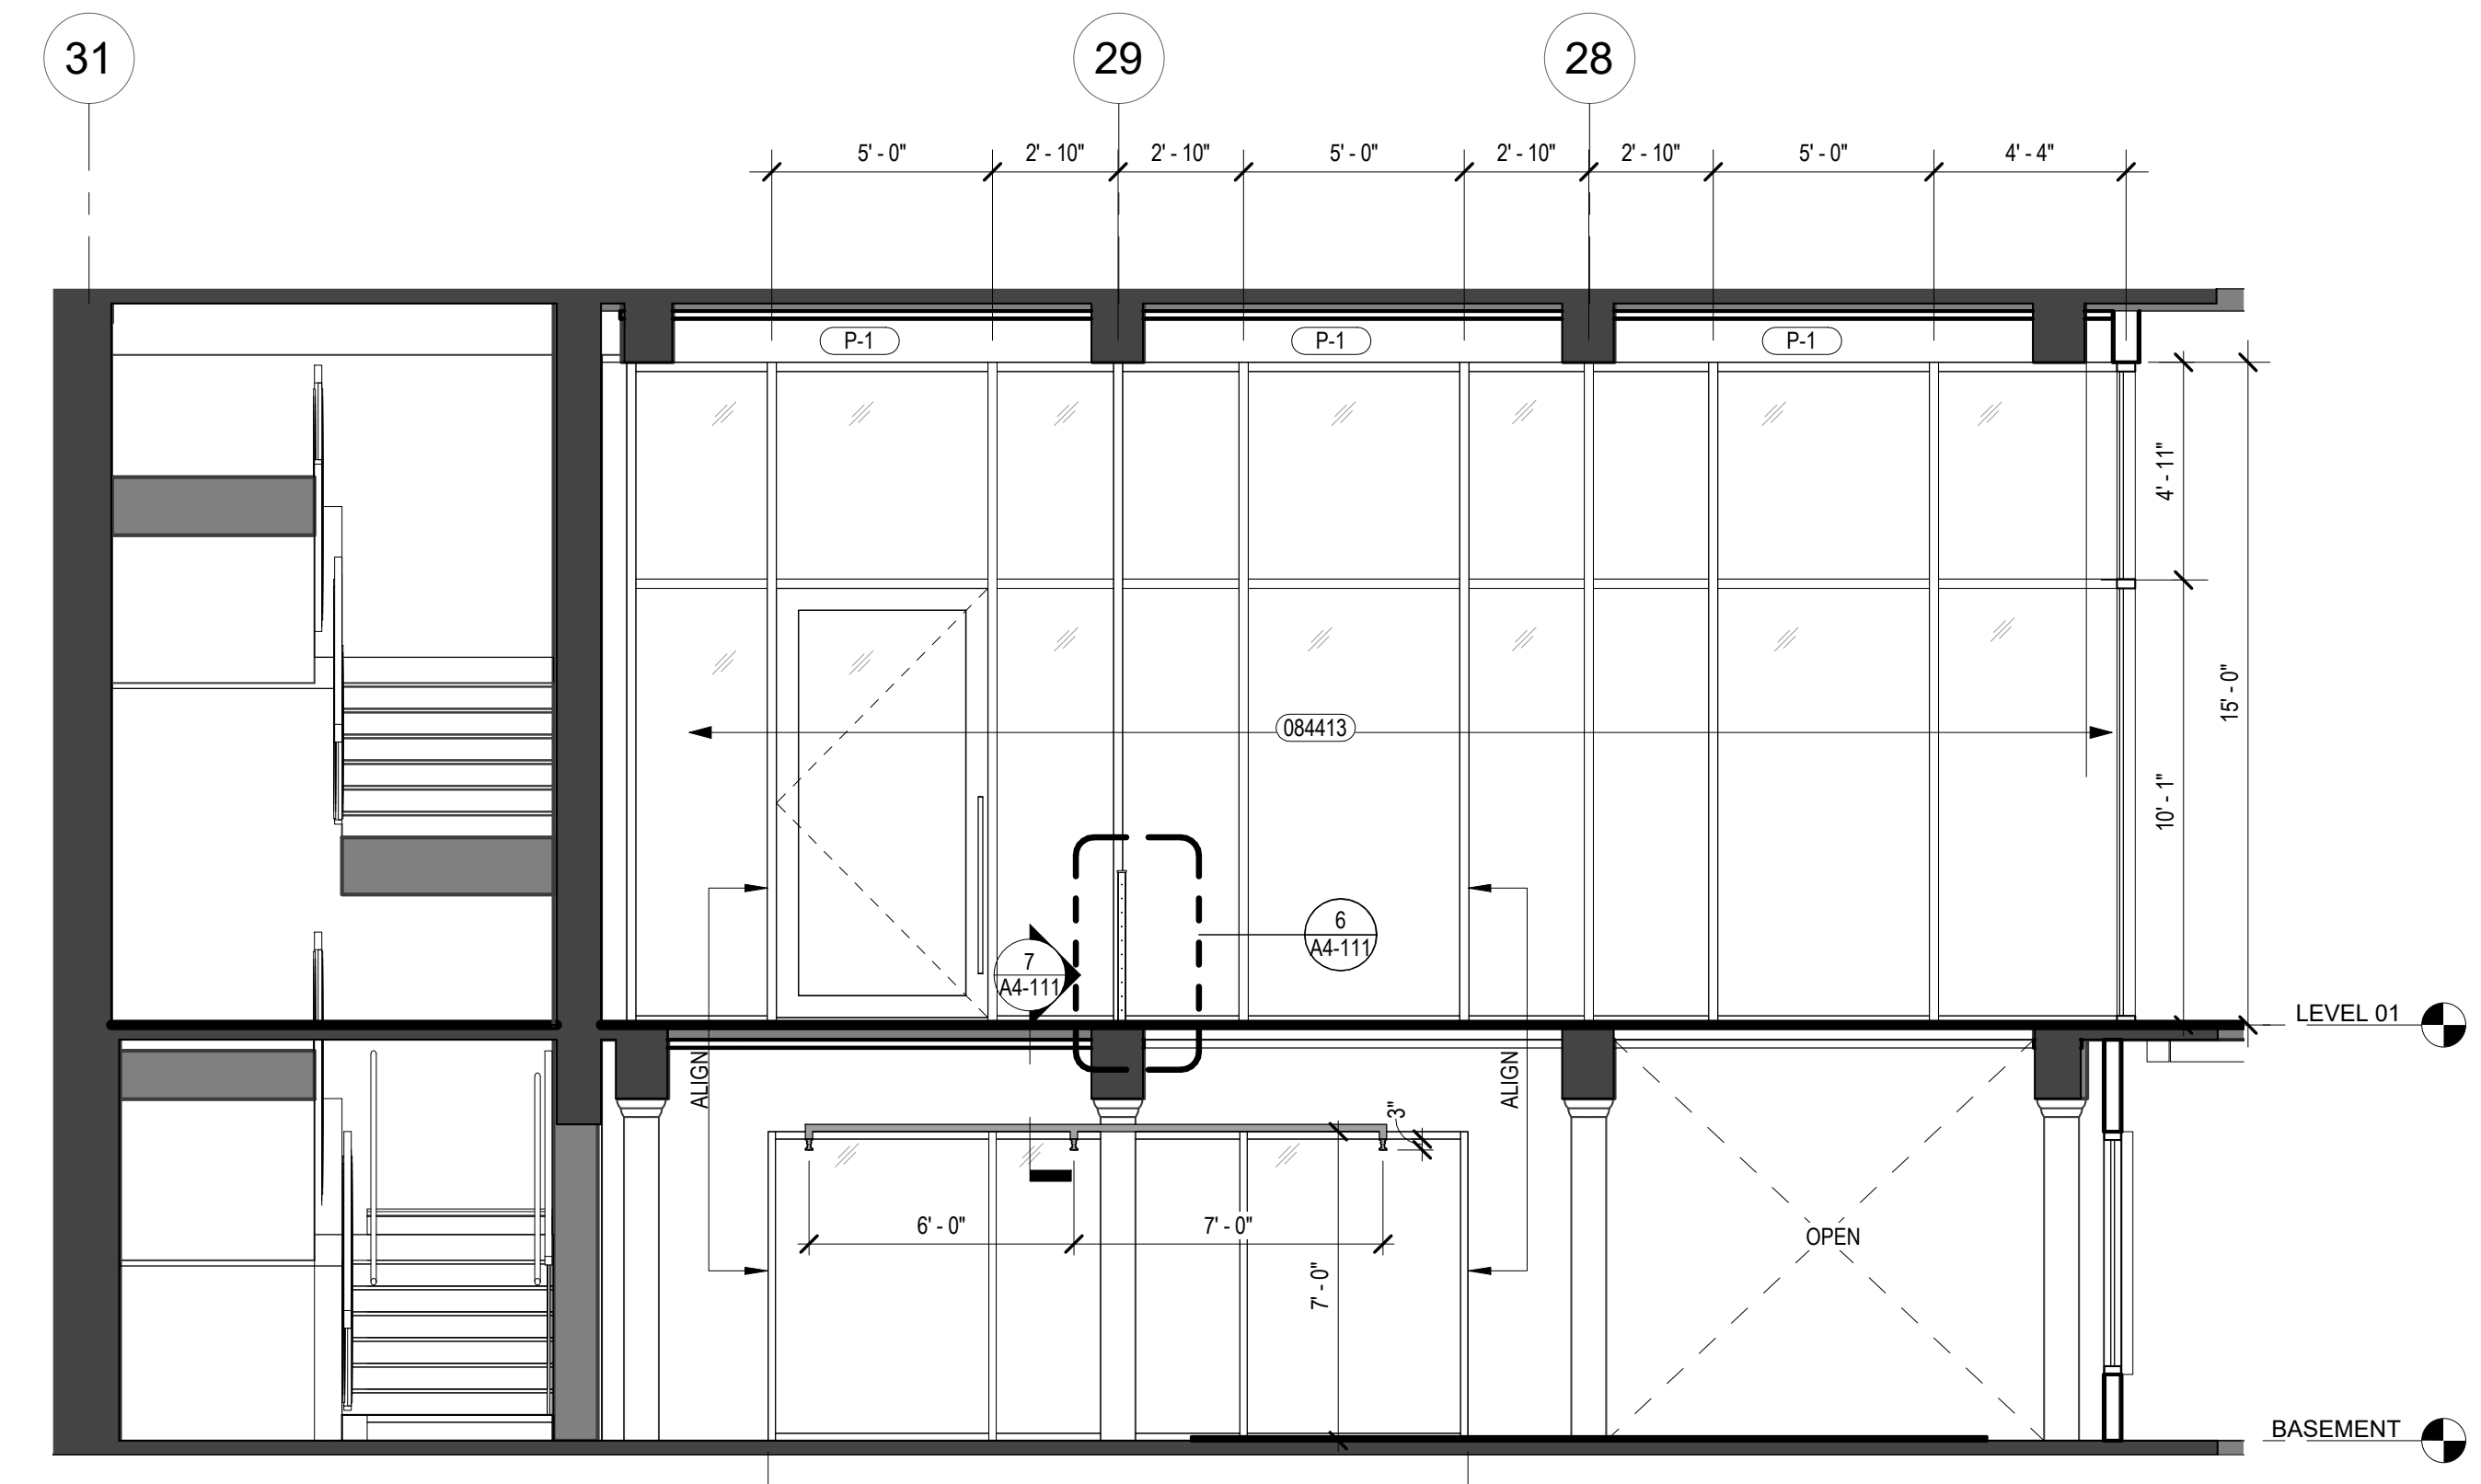 31
29
28
5' - 0"
2' - 10"
2' - 10"
5' - 0"
2' - 10"
2' - 10"
5' - 0"
4' - 4"
P-1
P-1
P-1
4' - 11"
15' - 0"
084413
10' - 1"
6
A4-111
7
A4-111
LEVEL 01
ALIGN
ALIGN
3"
6' - 0"
7' - 0"
OPEN
7' - 0"
BASEMENT